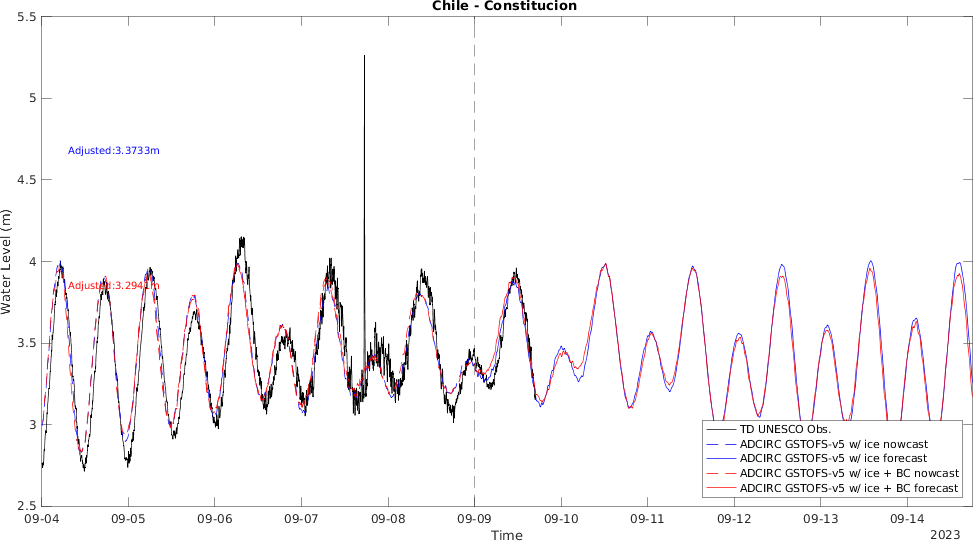 Chile - Constitucion
5.5
5
4.5
4
3.5
3
2.5
Water Level (m)
Adjusted:3.3733m
Adjusted:3.2941m
TD UNESCO Obs.
ADCIRC GSTOFS-v5 w/ ice nowcast
ADCIRC GSTOFS-v5 w/ ice forecast
ADCIRC GSTOFS-v5 w/ ice + BC nowcast
ADCIRC GSTOFS-v5 w/ ice + BC forecast
09-04 09-05 09-06 09-07 09-08 09-09 09-10 09-11 09-12 09-13 09-14
Time
2023